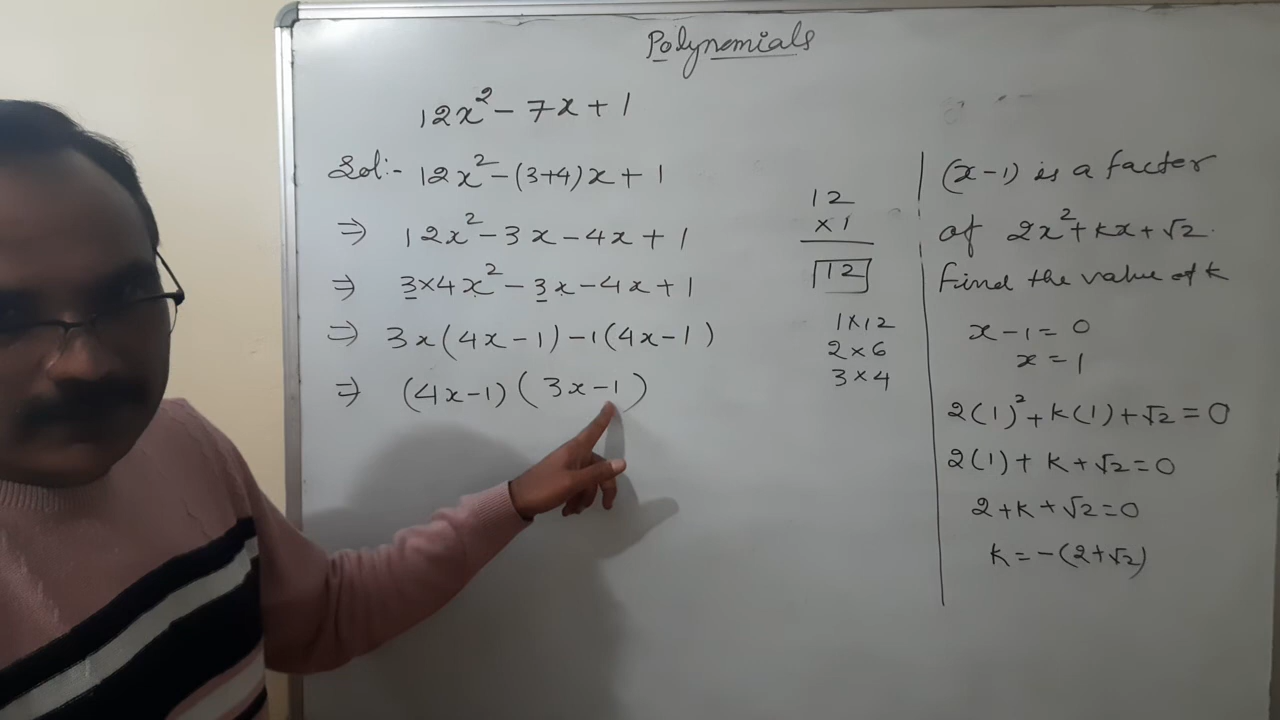 Polynomials
12x² - 7x + 1
Sol:- 12x² - (3+4)x + 1
⇒ 12x² - 3x - 4x + 1
⇒ 3×4x² - 3x - 4x + 1
⇒ 3x(4x - 1) - 1(4x - 1)
⇒ (4x - 1)(3x - 1)
12
×1
12
1×12
2×6
3×4
(x-1) is a factor
of 2x² + kx + √2.
Find the value of k
x - 1 = 0
x = 1
2(1)² + k(1) + √2 = 0
2(1) + k + √2 = 0
2 + k + √2 = 0
k = -(2+√2)